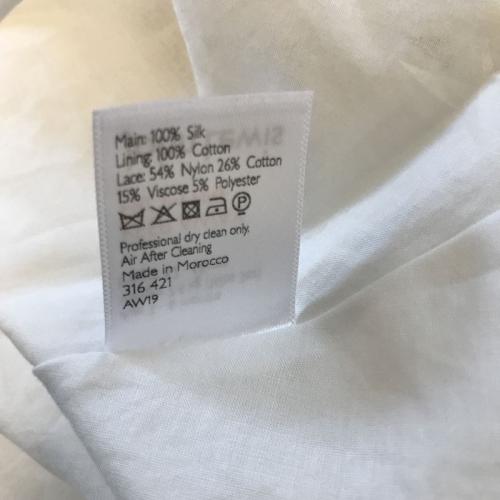 Main: 100% Silk
Lining: 100% Cotton
Lace: 54% Nylon 26% Cotton
15% Viscose 5% Polyester
P
Professional dry clean only.
Air After Cleaning
Made in Morocco
316 421
AW19